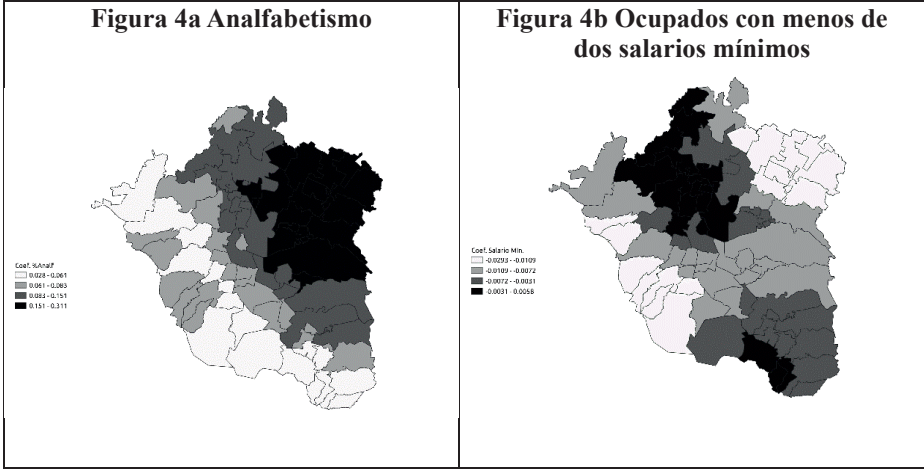 Figura 4a Analfabetismo
Coef. %Analf
0.028 - 0.061
0.061 - 0.083
0.083 - 0.151
0.151 - 0.311
Figura 4b Ocupados con menos de
dos salarios mínimos
Coef. Salario Mín.
-0.0293 - -0.0109
-0.0109 - -0.0072
-0.0072 - -0.0031
-0.0031 - 0.0058